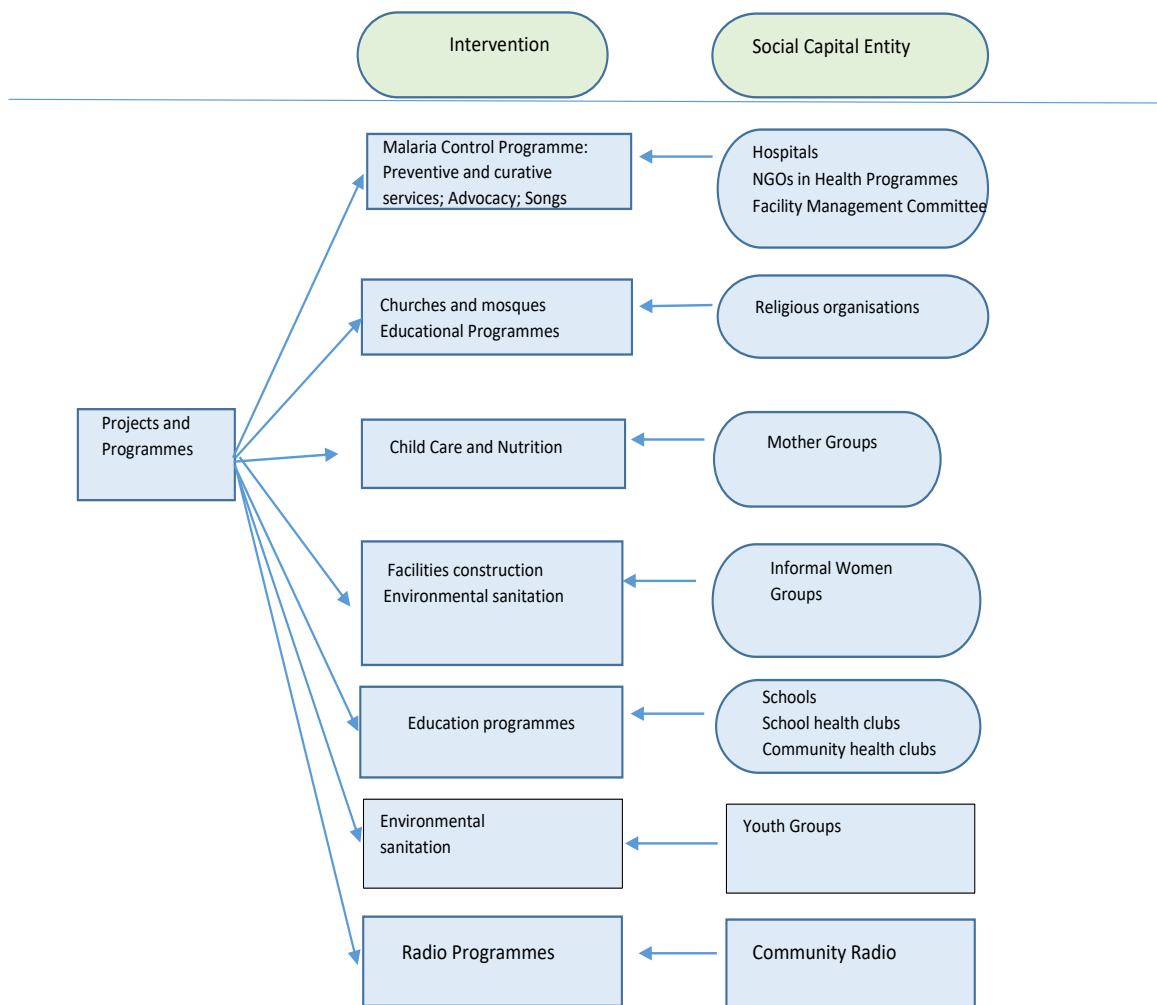 Intervention
Social Capital Entity
Malaria Control Programme:
Preventive and curative
services; Advocacy; Songs
Hospitals
NGOs in Health Programmes
Facility Management Committee
Churches and mosques
Educational Programmes
Religious organisations
Projects and
Programmes
Child Care and Nutrition
Mother Groups
Facilities construction
Environmental sanitation
Informal Women
Groups
Education programmes
Schools
School health clubs
Community health clubs
Environmental
sanitation
Youth Groups
Radio Programmes
Community Radio